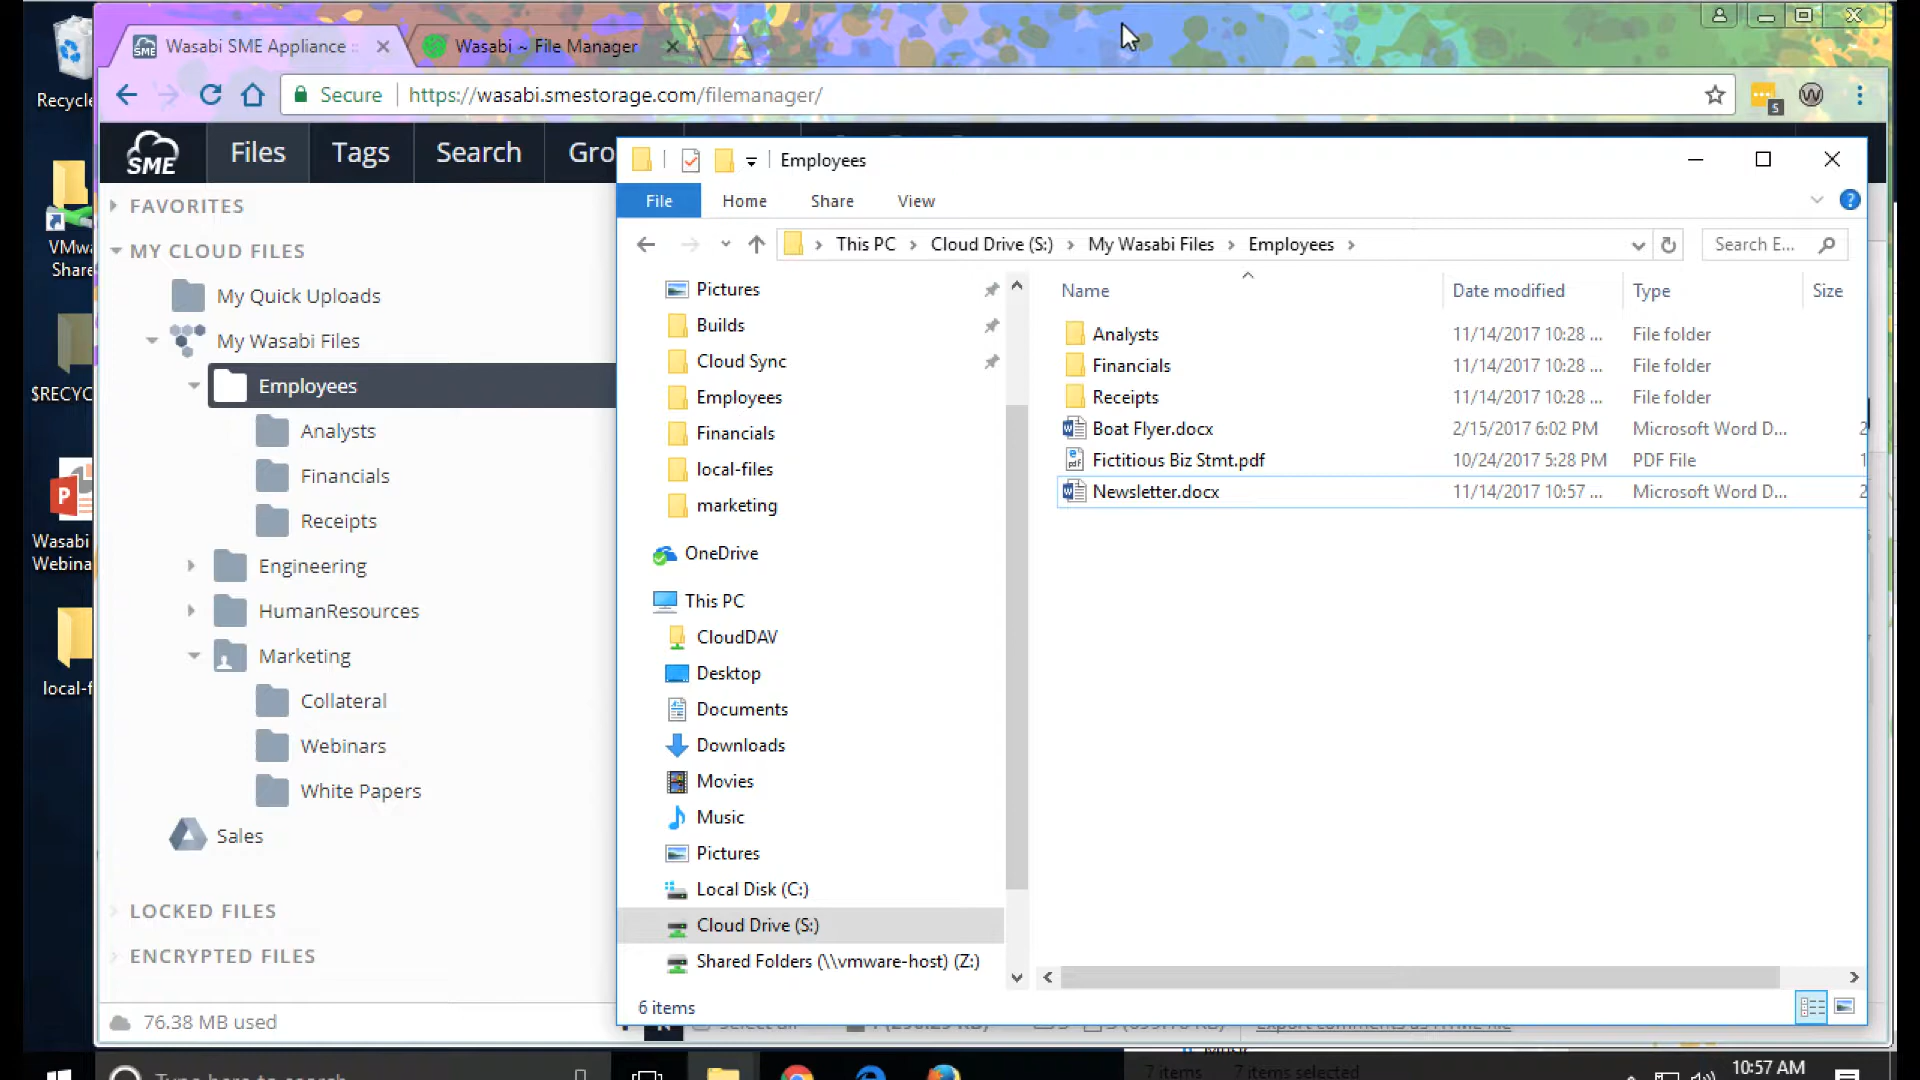 Wasabi SME Appliance :
Wasabi ~ File Manager
Recycle
Secure
https://wasabi.smestorage.com/filemanager/
S
W
SME
Files
Tags
Search
Gro
FAVORITES
MY CLOUD FILES
My Quick Uploads
My Wasabi Files
Employees
Analysts
Financials
Receipts
Engineering
HumanResources
Marketing
Collateral
Webinars
White Papers
Sales
LOCKED FILES
ENCRYPTED FILES
76.38 MB used
VMwa
Share
$RECYC
Wasabi
Webina
local-f
Employees
File
Home
Share
View
This PC
Cloud Drive (S:)
My Wasabi Files
Employees
Search E...
Pictures
Builds
Cloud Sync
Employees
Financials
local-files
marketing
OneDrive
This PC
CloudDAV
Desktop
Documents
Downloads
Movies
Music
Pictures
Local Disk (C:)
Cloud Drive (S:)
Shared Folders (\\vmware-host) (Z:)
6 items
Name Date modified Type Size
Analysts 11/14/2017 10:28 ... File folder
Financials 11/14/2017 10:28 ... File folder
Receipts 11/14/2017 10:28 ... File folder
Boat Flyer.docx 2/15/2017 6:02 PM Microsoft Word D... 2
Fictitious Biz Stmt.pdf 10/24/2017 5:28 PM PDF File 1
Newsletter.docx 11/14/2017 10:57 ... Microsoft Word D... 2
7 items 7 items selected
10:57 AM